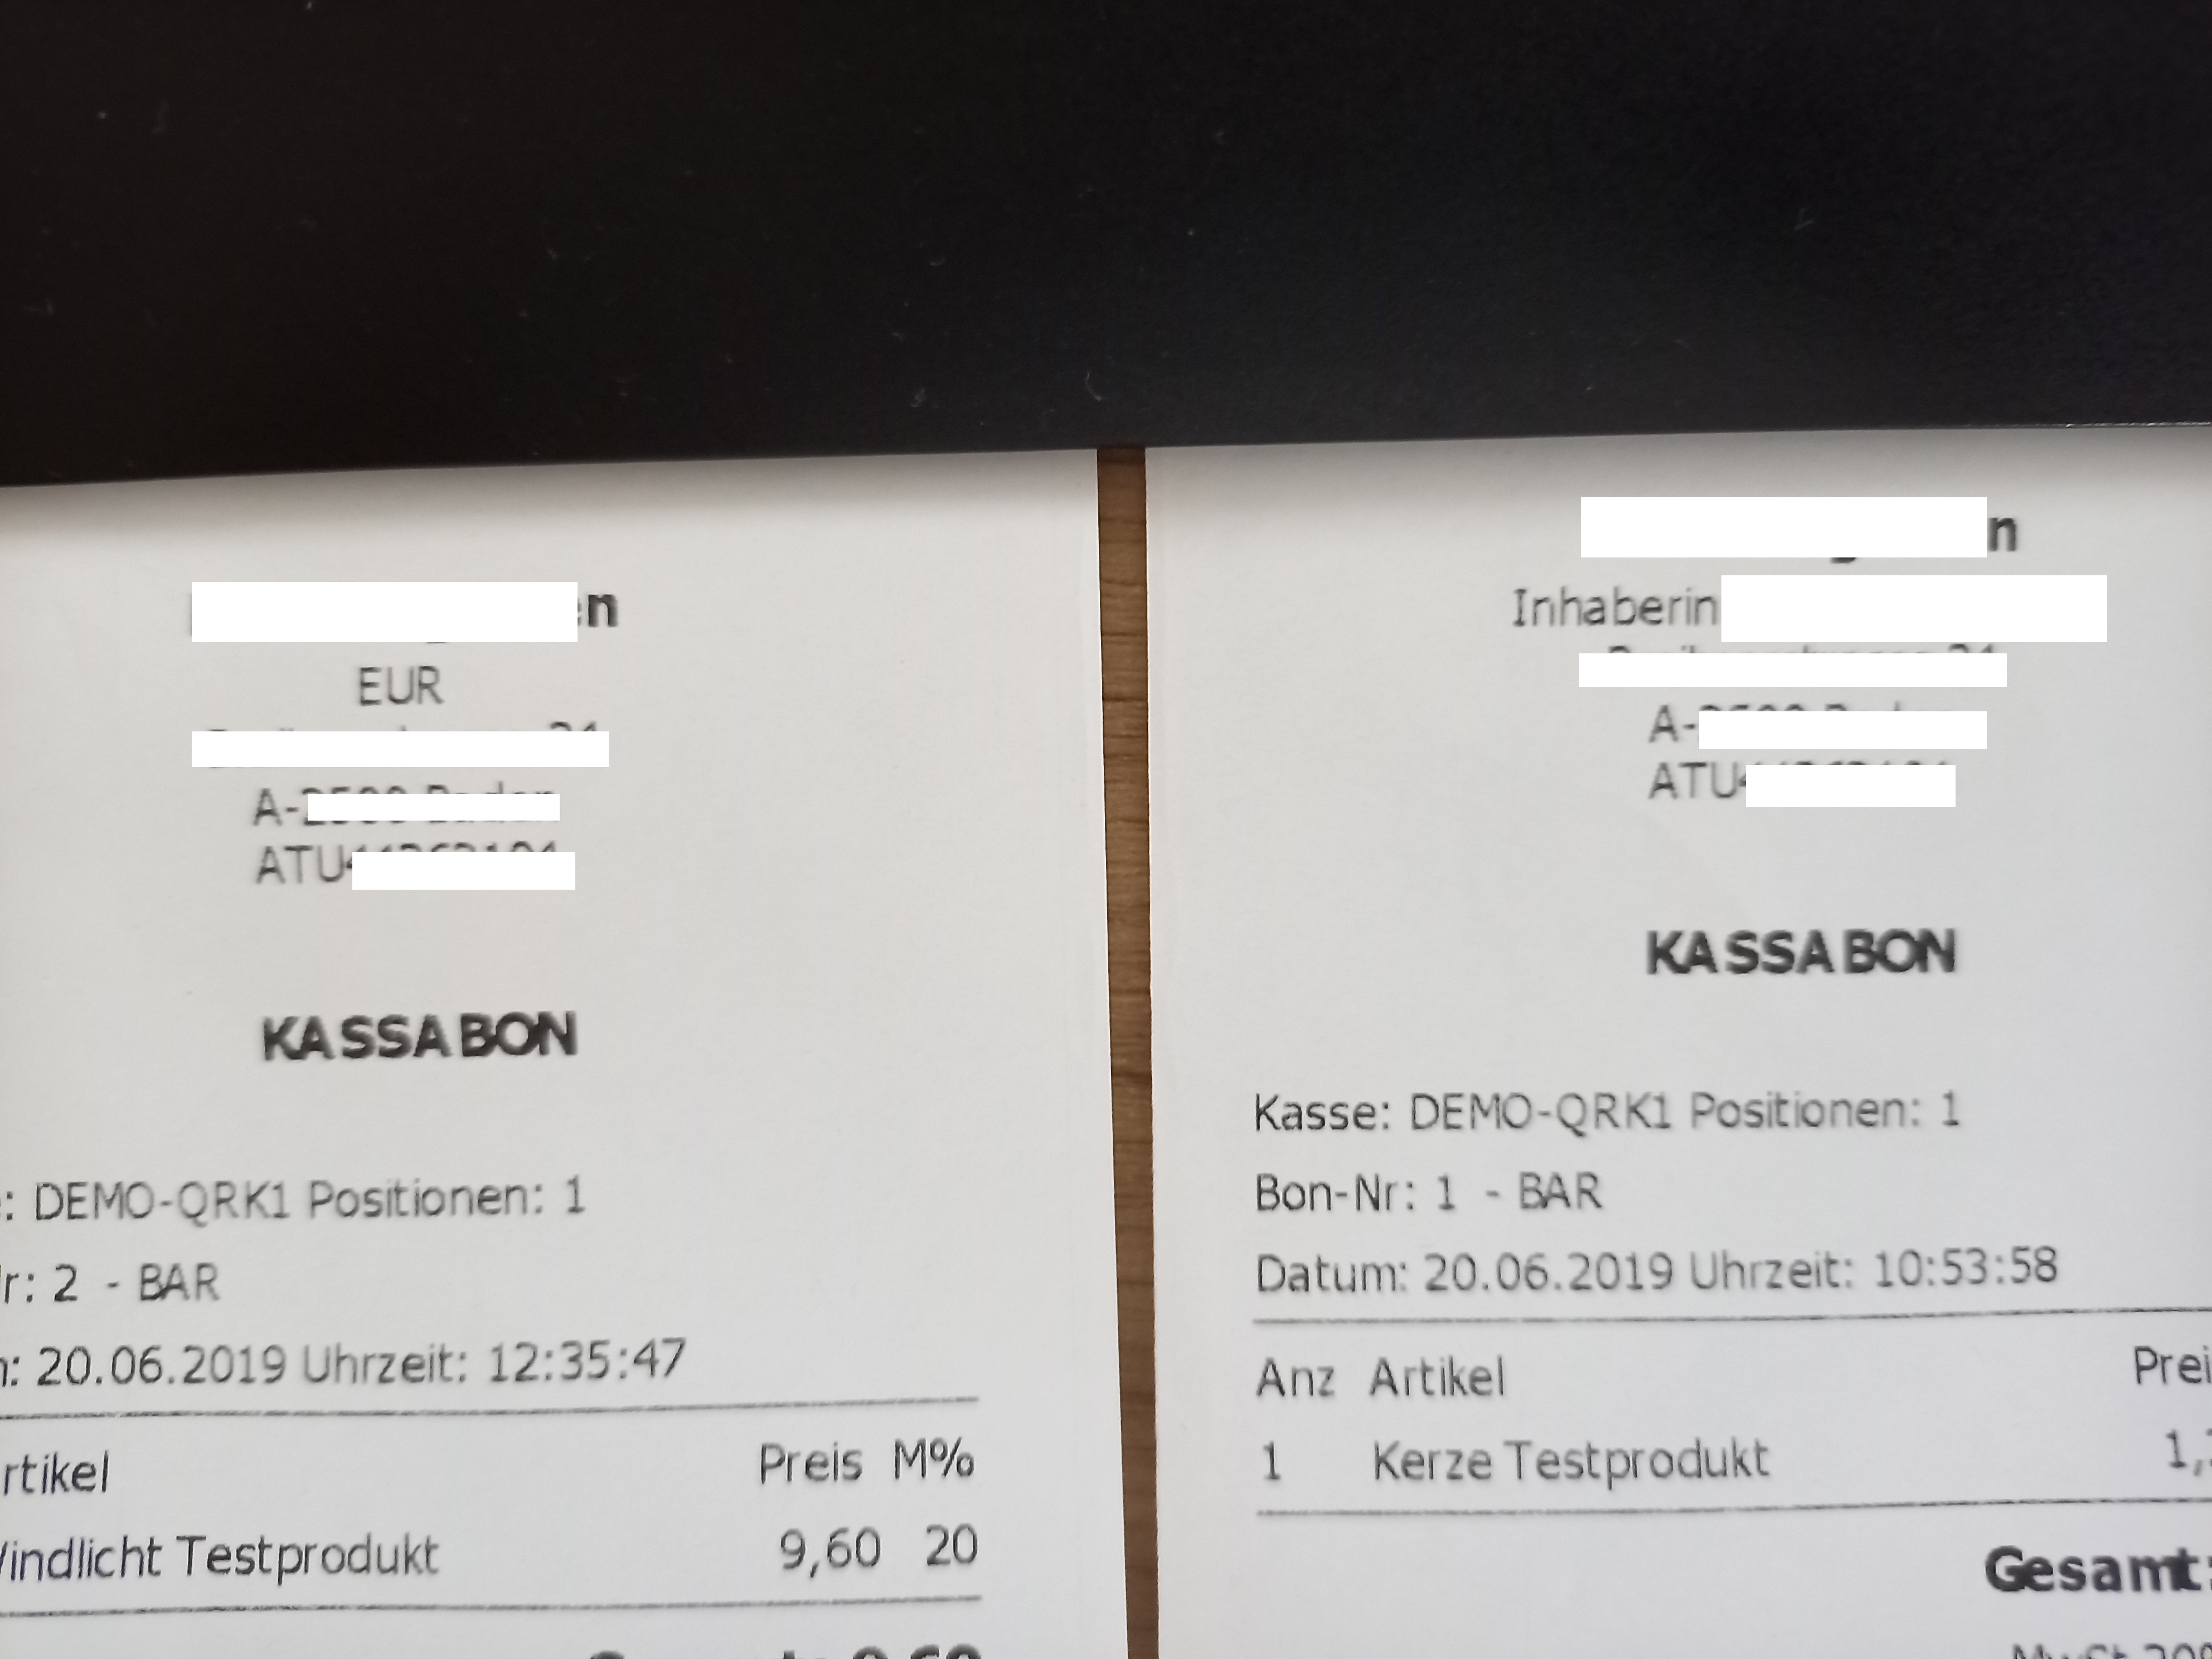 EUR
A-
ATU
KASSABON
: DEMO-QRK1 Positionen: 1
r: 2 - BAR
: 20.06.2019 Uhrzeit: 12:35:47
rtikel Preis M%
indlicht Testprodukt 9,60 20
n
Inhaberin
A-
ATU
KASSABON
Kasse: DEMO-QRK1 Positionen: 1
Bon-Nr: 1 - BAR
Datum: 20.06.2019 Uhrzeit: 10:53:58
Anz Artikel Prei
1 Kerze Testprodukt 1,
Gesamt: